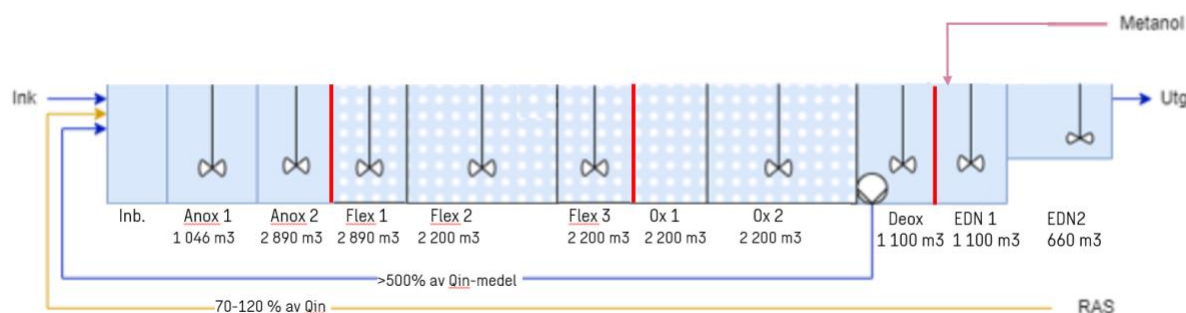 Metanol
Ink
Utg
Inb.
Anox 1
1 046 m3
Anox 2
2 890 m3
Flex 1
2 890 m3
Flex 2
2 200 m3
Flex 3
2 200 m3
Ox 1
2 200 m3
Ox 2
2 200 m3
Deox
1 100 m3
EDN 1
1 100 m3
EDN2
660 m3
>500% av Qin-medel
70-120 % av Qin
RAS